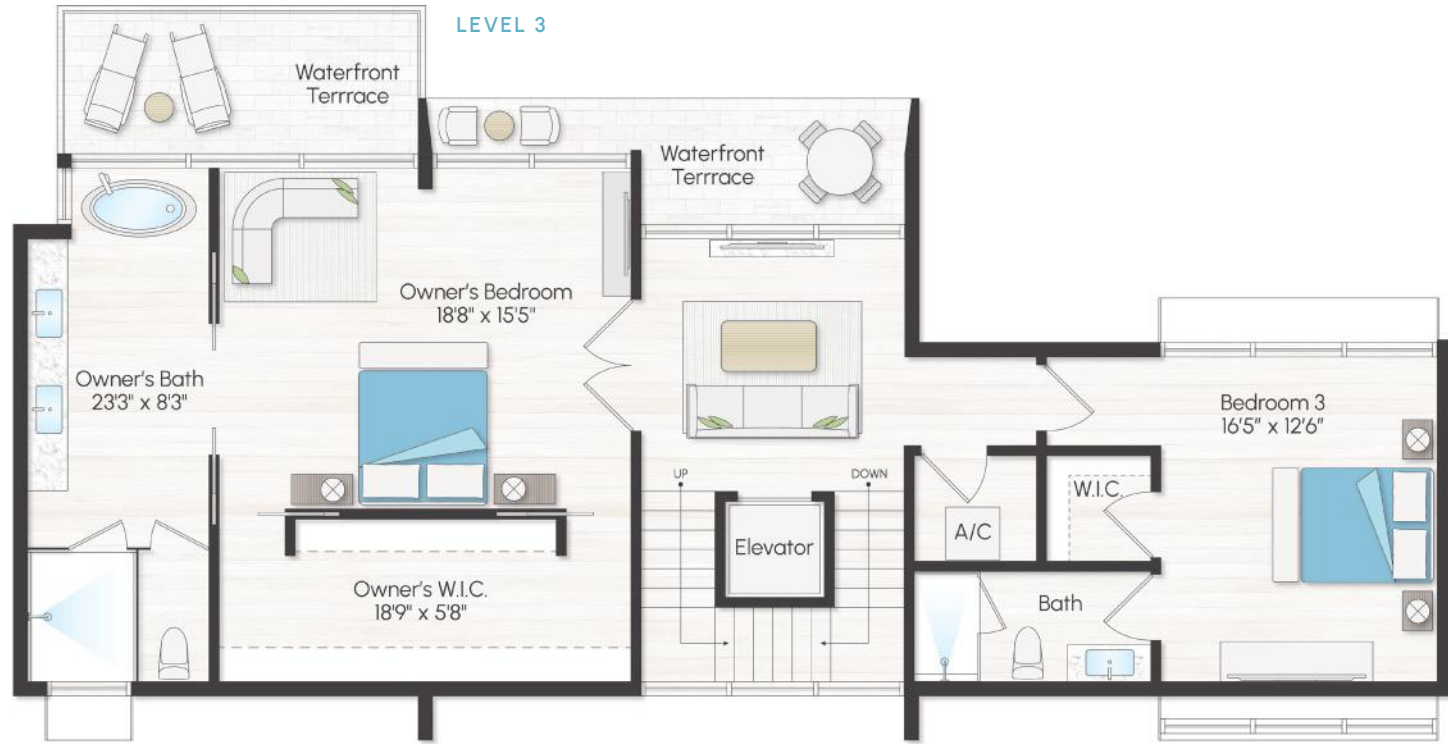 LEVEL 3
Waterfront
Terrrace
Waterfront
Terrrace
Owner's Bedroom
18'8" x 15'5"
Owner's Bath
23'3" x 8'3"
Bedroom 3
16'5" x 12'6"
UP
DOWN
W.I.C.
A/C
Elevator
Owner's W.I.C.
18'9" x 5'8"
Bath